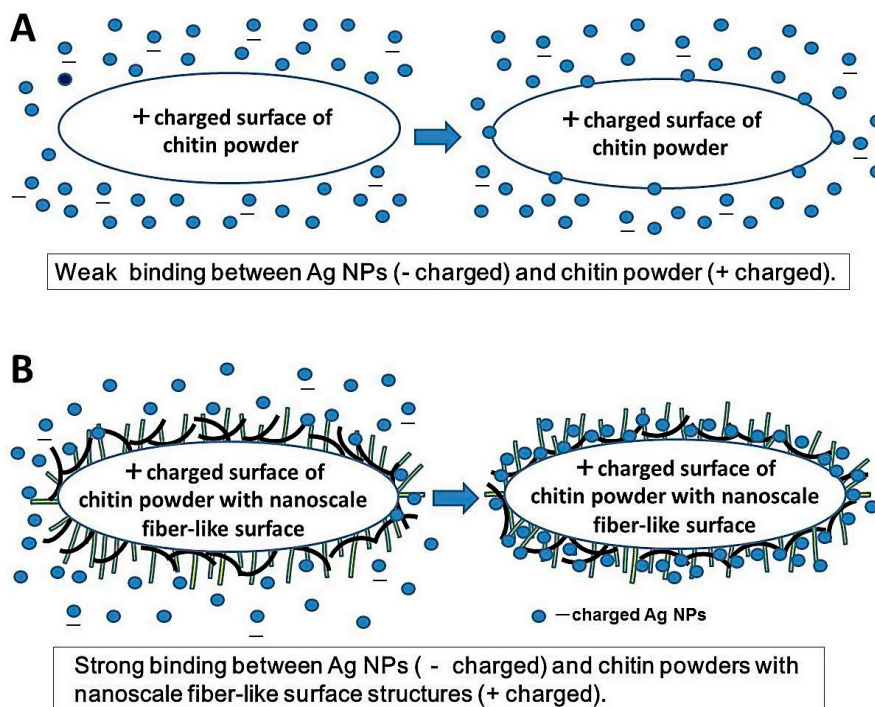 A
+ charged surface of
chitin powder
+ charged surface of
chitin powder
Weak binding between Ag NPs (- charged) and chitin powder (+ charged).
B
+ charged surface of
chitin powder with nanoscale
fiber-like surface
+ charged surface of
chitin powder with nanoscale
fiber-like surface
—charged Ag NPs
Strong binding between Ag NPs ( - charged) and chitin powders with
nanoscale fiber-like surface structures (+ charged).